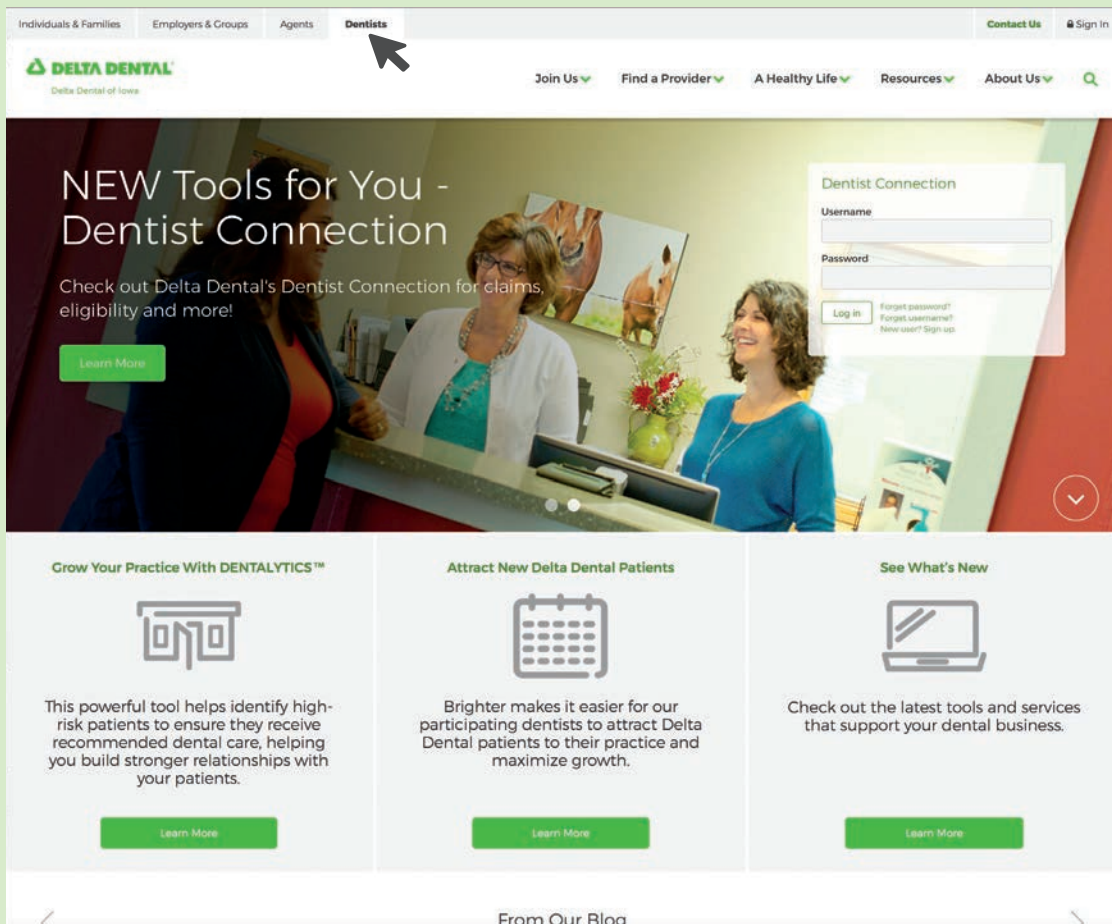 Individuals & Families
Employers & Groups
Agents
Dentists
Contact Us
Sign In
DELTA DENTAL®
Delta Dental of Iowa
Join Us
Find a Provider
A Healthy Life
Resources
About Us
NEW Tools for You -
Dentist Connection
Check out Delta Dental's Dentist Connection for claims,
eligibility and more!
Learn More
Dentist Connection
Username
Password
Log in
Forget password?
Forget username?
New user? Sign up.
Grow Your Practice With DENTALYTICS™
This powerful tool helps identify high-
risk patients to ensure they receive
recommended dental care, helping
you build stronger relationships with
your patients.
Learn More
Attract New Delta Dental Patients
Brighter makes it easier for our
participating dentists to attract Delta
Dental patients to their practice and
maximize growth.
Learn More
See What's New
Check out the latest tools and services
that support your dental business.
Learn More
From Our Blog